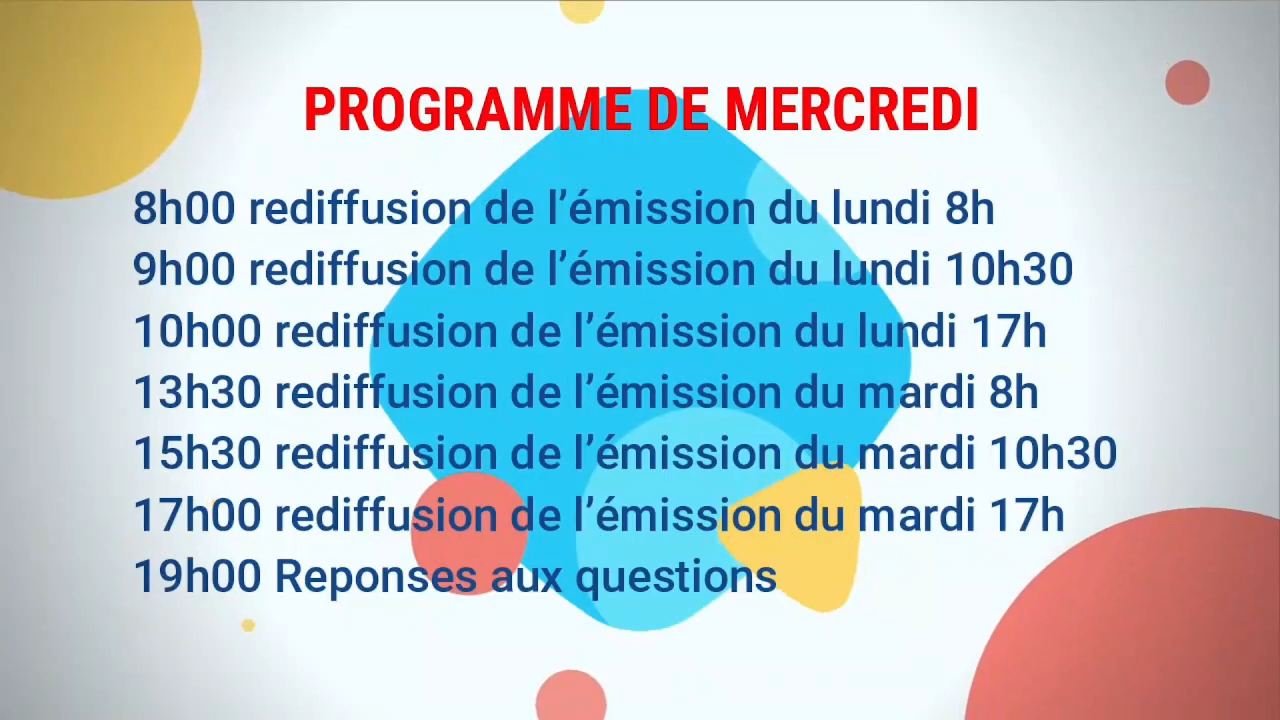 PROGRAMME DE MERCREDI
8h00 rediffusion de l’émission du lundi 8h
9h00 rediffusion de l’émission du lundi 10h30
10h00 rediffusion de l’émission du lundi 17h
13h30 rediffusion de l’émission du mardi 8h
15h30 rediffusion de l’émission du mardi 10h30
17h00 rediffusion de l’émission du mardi 17h
19h00 Reponses aux questions